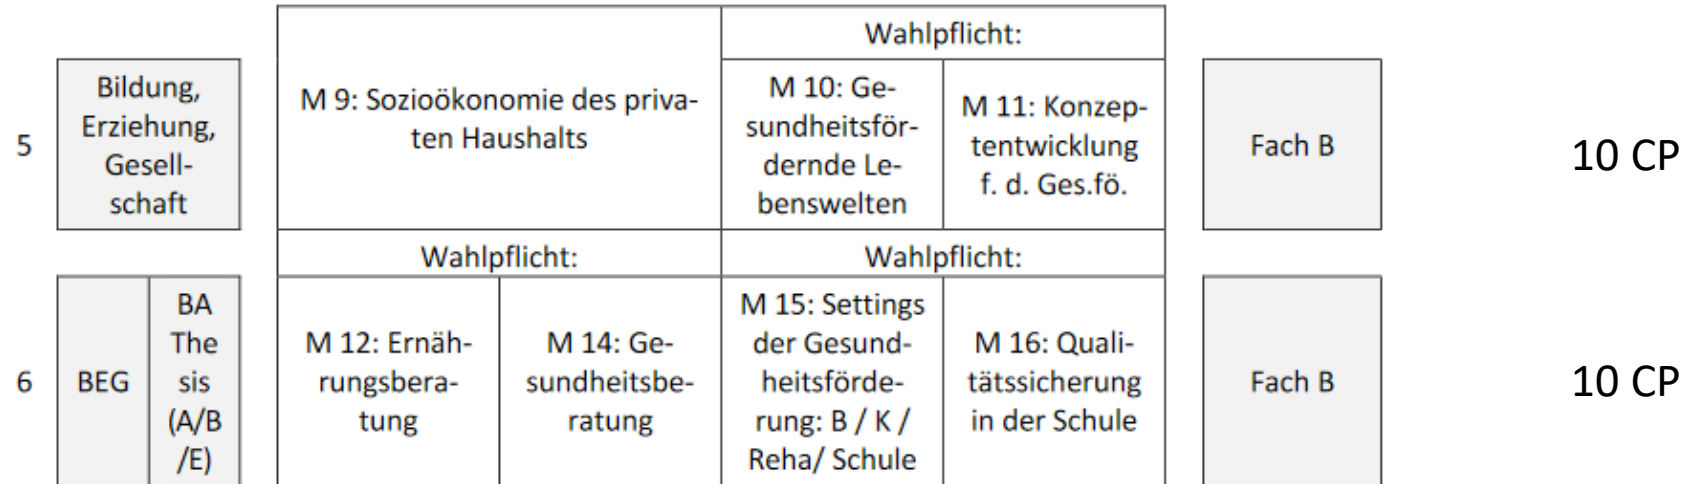 Wahlpflicht:
5
Bildung,
Erziehung,
Gesell-
schaft
M 9: Sozioökonomie des priva-
ten Haushalts
M 10: Ge-
sundheitsför-
dernde Le-
benswelten
M 11: Konzep-
tentwicklung
f. d. Ges.fö.
Fach B
10 CP
Wahlpflicht:
Wahlpflicht:
6
BEG
BA
The
sis
(A/B
/E)
M 12: Ernäh-
rungsbera-
tung
M 14: Ge-
sundheitsbe-
ratung
M 15: Settings
der Gesund-
heitsförde-
rung: B / K /
Reha/ Schule
M 16: Quali-
tätssicherung
in der Schule
Fach B
10 CP